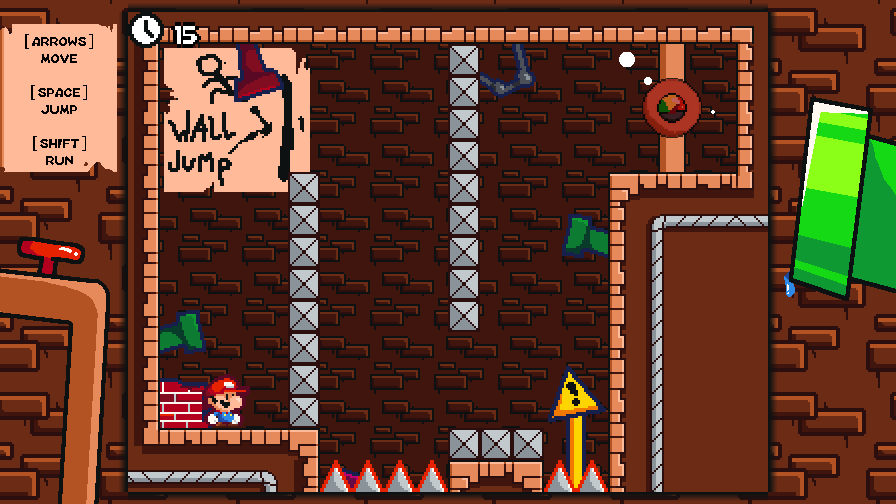 [ARROWS]
MOVE
[SPACE]
JUMP
[SHIFT]
RUN
15
WALL
JUMP
?